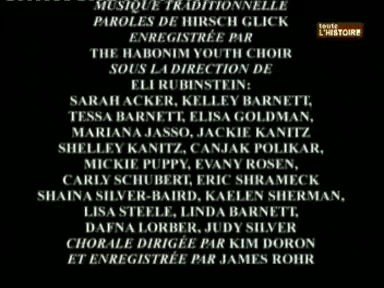 MUSIQUE TRADITIONNELLE
PAROLES DE HIRSCH GLICK
ENREGISTRÉE PAR
THE HABONIM YOUTH CHOIR
SOUS LA DIRECTION DE
ELI RUBINSTEIN:
SARAH ACKER, KELLEY BARNETT,
TESSA BARNETT, ELISA GOLDMAN,
MARIANA JASSO, JACKIE KANITZ
SHELLEY KANITZ, CANJAK POLIKAR,
MICKIE PUPPY, EVANY ROSEN,
CARLY SCHUBERT, ERIC SHRAMECK
SHAINA SILVER-BAIRD, KAELEN SHERMAN,
LISA STEELE, LINDA BARNETT,
DAFNA LORBER, JUDY SILVER
CHORALE DIRIGÉE PAR KIM DORON
ET ENREGISTRÉE PAR JAMES ROHR
toute
L'HISTOIRE